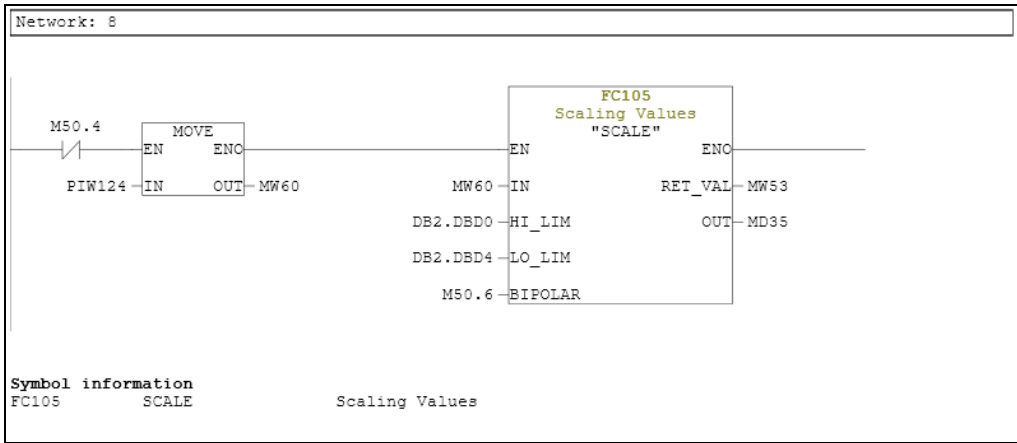 Network: 8
FC105
Scaling Values
"SCALE"
M50.4
MOVE
EN ENO
EN ENO
PIW124 IN OUT MW60
MW60 IN RET_VAL MW53
DB2.DBD0 HI_LIM OUT MD35
DB2.DBD4 LO_LIM
M50.6 BIPOLAR
Symbol information
FC105 SCALE Scaling Values